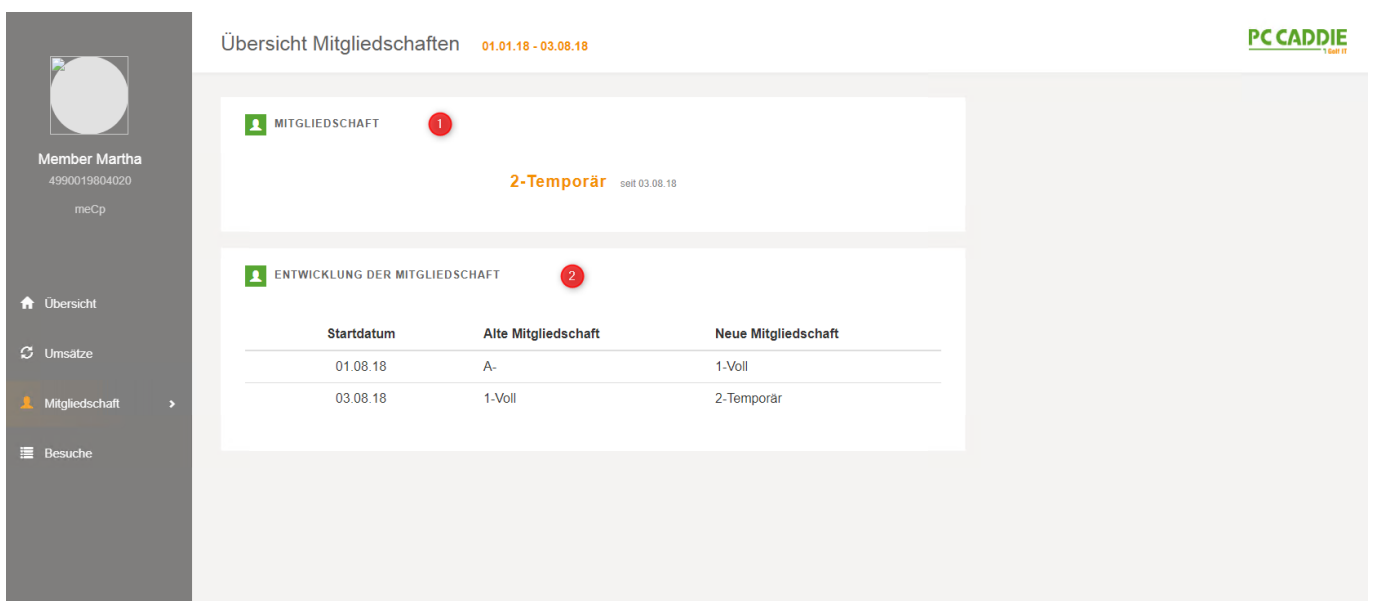 Übersicht Mitgliedschaften 01.01.18 - 03.08.18
PC CADDIE
Golf IT
Member Martha
4990019804020
meCp
Übersicht
Umsätze
Mitgliedschaft
Besuche
MITGLIEDSCHAFT 1
2-Temporär seit 03.08.18
ENTWICKLUNG DER MITGLIEDSCHAFT 2
Startdatum Alte Mitgliedschaft Neue Mitgliedschaft
01.08.18 A- 1-Voll
03.08.18 1-Voll 2-Temporär